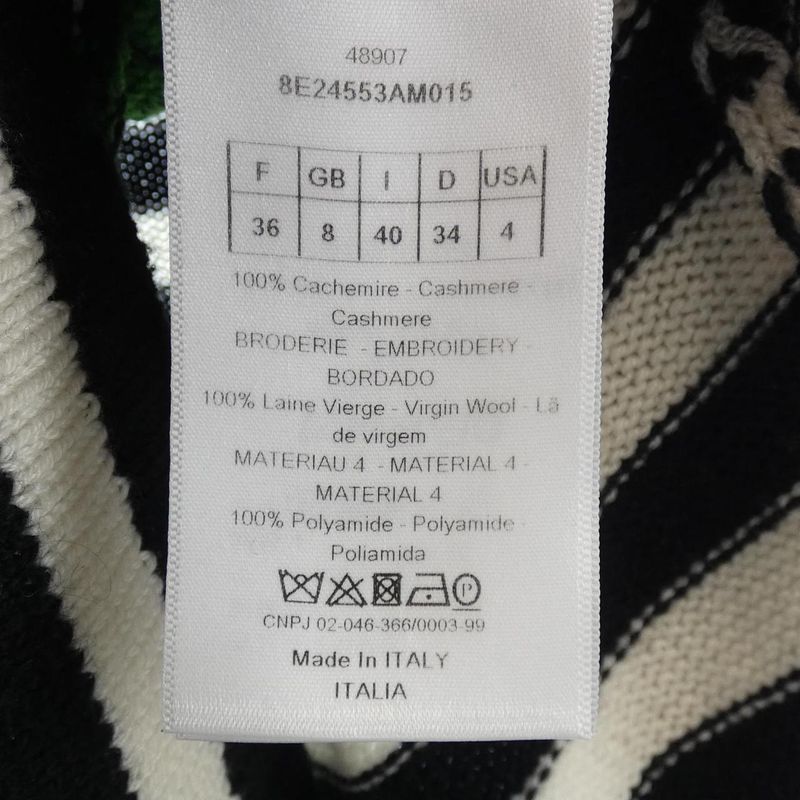 48907
8E24553AM015
F GB I D USA
36 8 40 34 4
100% Cachemire - Cashmere -
Cashmere
BRODERIE - EMBROIDERY -
BORDADO
100% Laine Vierge - Virgin Wool - Lã
de virgem
MATERIAU 4 - MATERIAL 4 -
MATERIAL 4
100% Polyamide - Polyamide -
Poliamida
P
CNPJ 02-046-366/0003-99
Made In ITALY
ITALIA